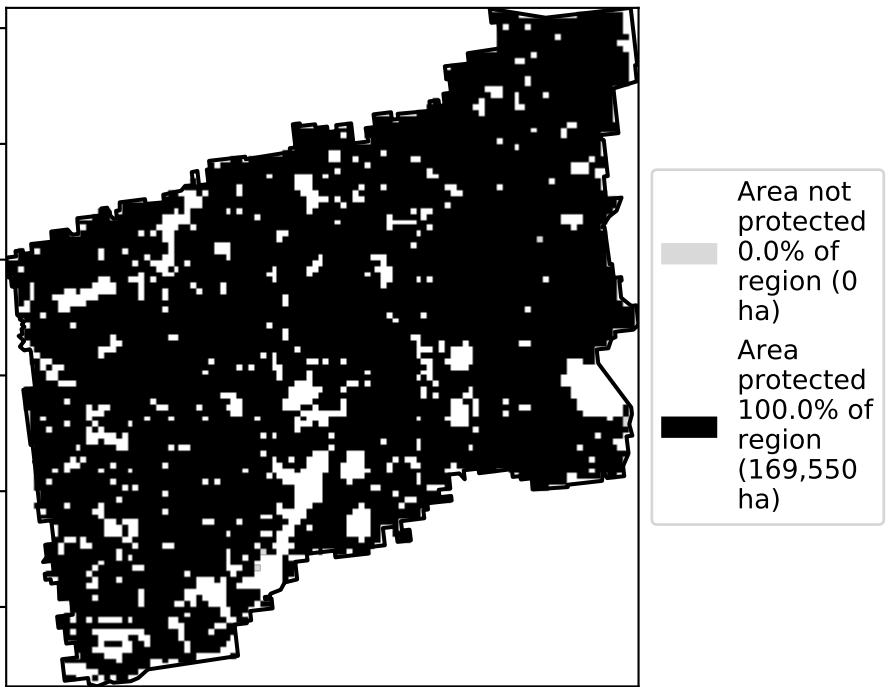 Area not
protected
0.0% of
region (0
ha)
Area
protected
100.0% of
region
(169,550
ha)